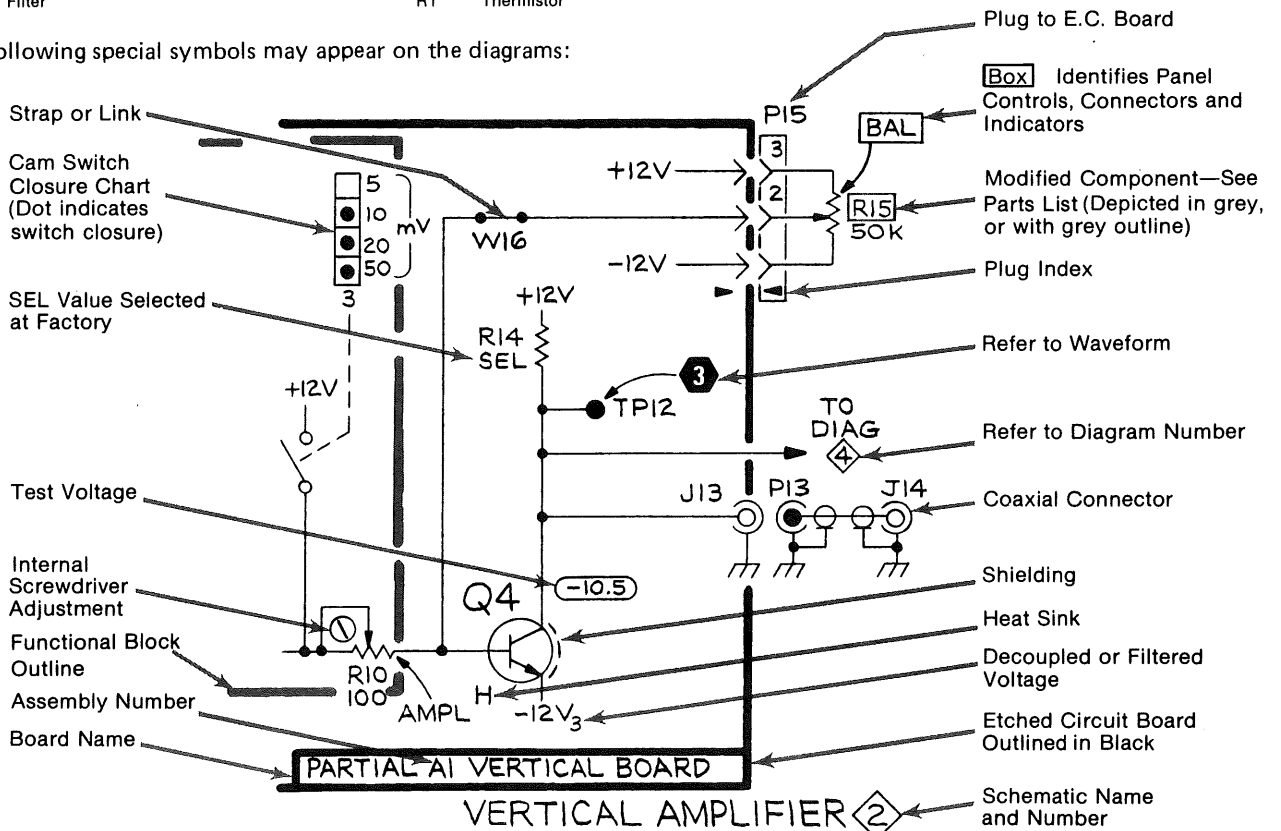 Filter
RT Thermistor
ollowing special symbols may appear on the diagrams:
Plug to E.C. Board
Box Identifies Panel
Controls, Connectors and
Indicators
Modified Component—See
Parts List (Depicted in grey,
or with grey outline)
Plug Index
Refer to Waveform
Refer to Diagram Number
Coaxial Connector
Shielding
Heat Sink
Decoupled or Filtered
Voltage
Etched Circuit Board
Outlined in Black
Schematic Name
and Number
Strap or Link
Cam Switch
Closure Chart
(Dot indicates
switch closure)
SEL Value Selected
at Factory
Test Voltage
Internal
Screwdriver
Adjustment
Functional Block
Outline
Assembly Number
Board Name
5
10
20
50
mV
3
+12V
W16
+12V
-12V
P15
3
2
BAL
R15
50K
+12V
R14
SEL
3
TP12
TO
DIAG
4
J13
P13
J14
-10.5
Q4
R10
100
AMPL
H
-12V3
PARTIAL A1 VERTICAL BOARD
VERTICAL AMPLIFIER 2